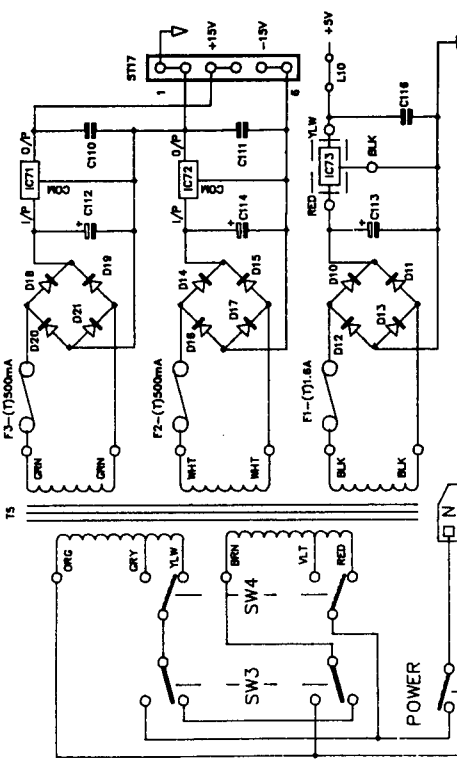 T5
ORG
GRY
YLW
BRN
VLT
RED
SW3
SW4
POWER
N
GRN
GRN
F3-(T)500mA
D20
D18
D21
D19
I/P
IC71
O/P
COM
+
C112
C110
WHT
WHT
F2-(T)500mA
D16
D14
D17
D15
I/P
IC72
O/P
COM
+
C114
C111
ST17
1
6
+15V
-15V
BLK
BLK
F1-(T)1.6A
D12
D10
D13
D11
RED
IC73
YLW
BLK
+
C113
C116
L10
+5V